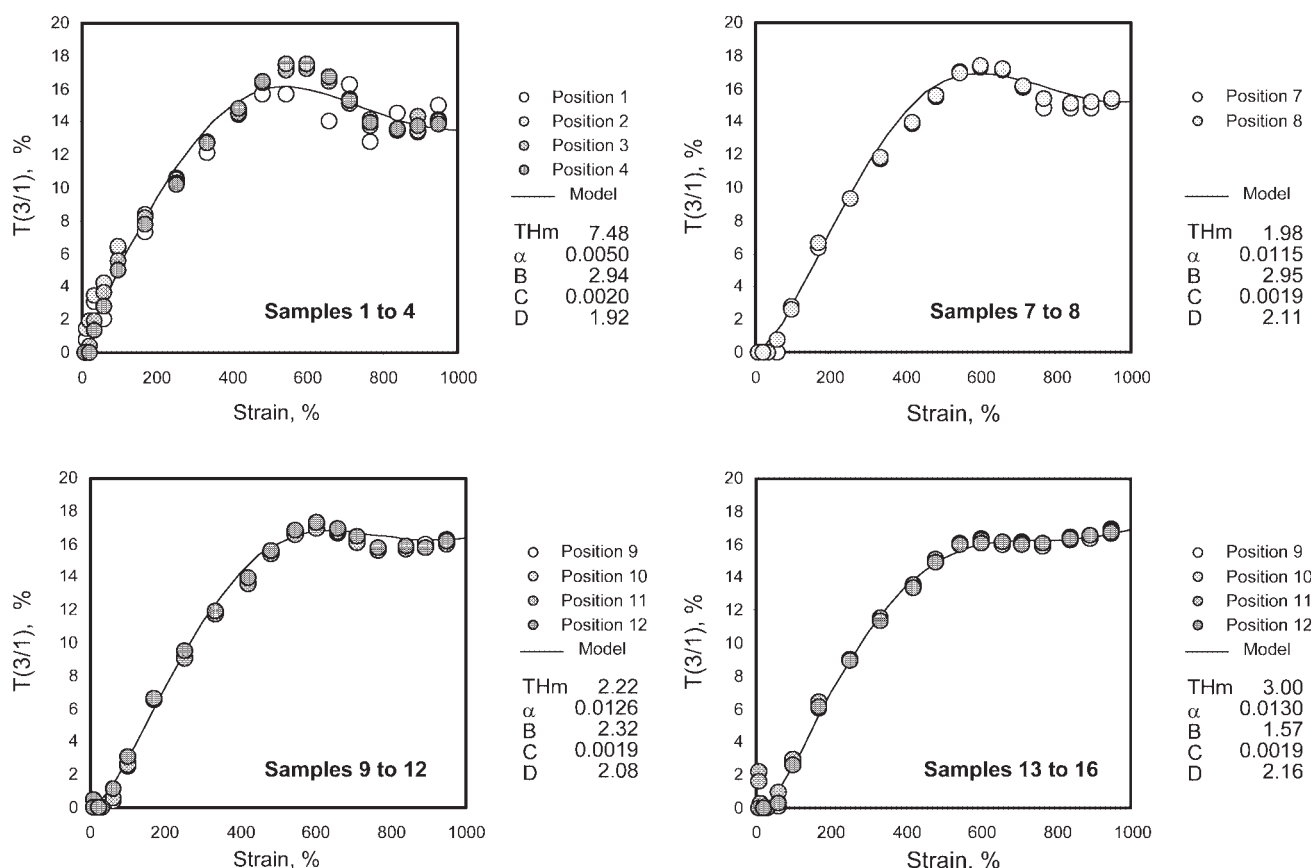 20
18
16
14
12
10
8
6
4
2
0
T(3/1), %
0 200 400 600 800 1000
Strain, %
Samples 1 to 4
Position 1
Position 2
Position 3
Position 4
Model
THm 7.48
α 0.0050
B 2.94
C 0.0020
D 1.92
20
18
16
14
12
10
8
6
4
2
0
T(3/1), %
0 200 400 600 800 1000
Strain, %
Samples 7 to 8
Position 7
Position 8
Model
THm 1.98
α 0.0115
B 2.95
C 0.0019
D 2.11
20
18
16
14
12
10
8
6
4
2
0
T(3/1), %
0 200 400 600 800 1000
Strain, %
Samples 9 to 12
Position 9
Position 10
Position 11
Position 12
Model
THm 2.22
α 0.0126
B 2.32
C 0.0019
D 2.08
20
18
16
14
12
10
8
6
4
2
0
T(3/1), %
0 200 400 600 800 1000
Strain, %
Samples 13 to 16
Position 9
Position 10
Position 11
Position 12
Model
THm 3.00
α 0.0130
B 1.57
C 0.0019
D 2.16